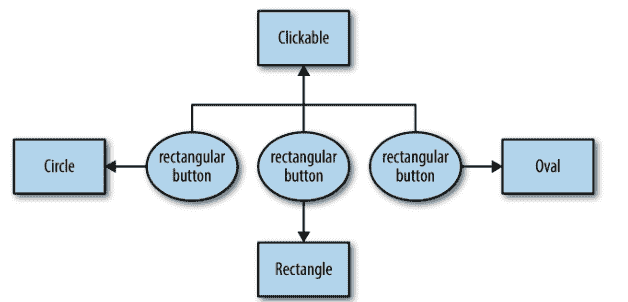 Clickable
Circle
rectangular
button
rectangular
button
rectangular
button
Oval
Rectangle